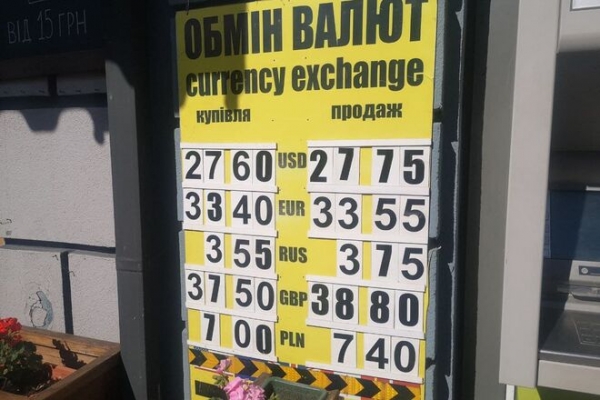 ВІД 15 ГРН
ОБМІН ВАЛЮТ
currency exchange
купівля продаж
27 60 USD 27 75
33 40 EUR 33 55
3 55 RUS 3 75
37 50 GBP 38 80
7 00 PLN 7 40